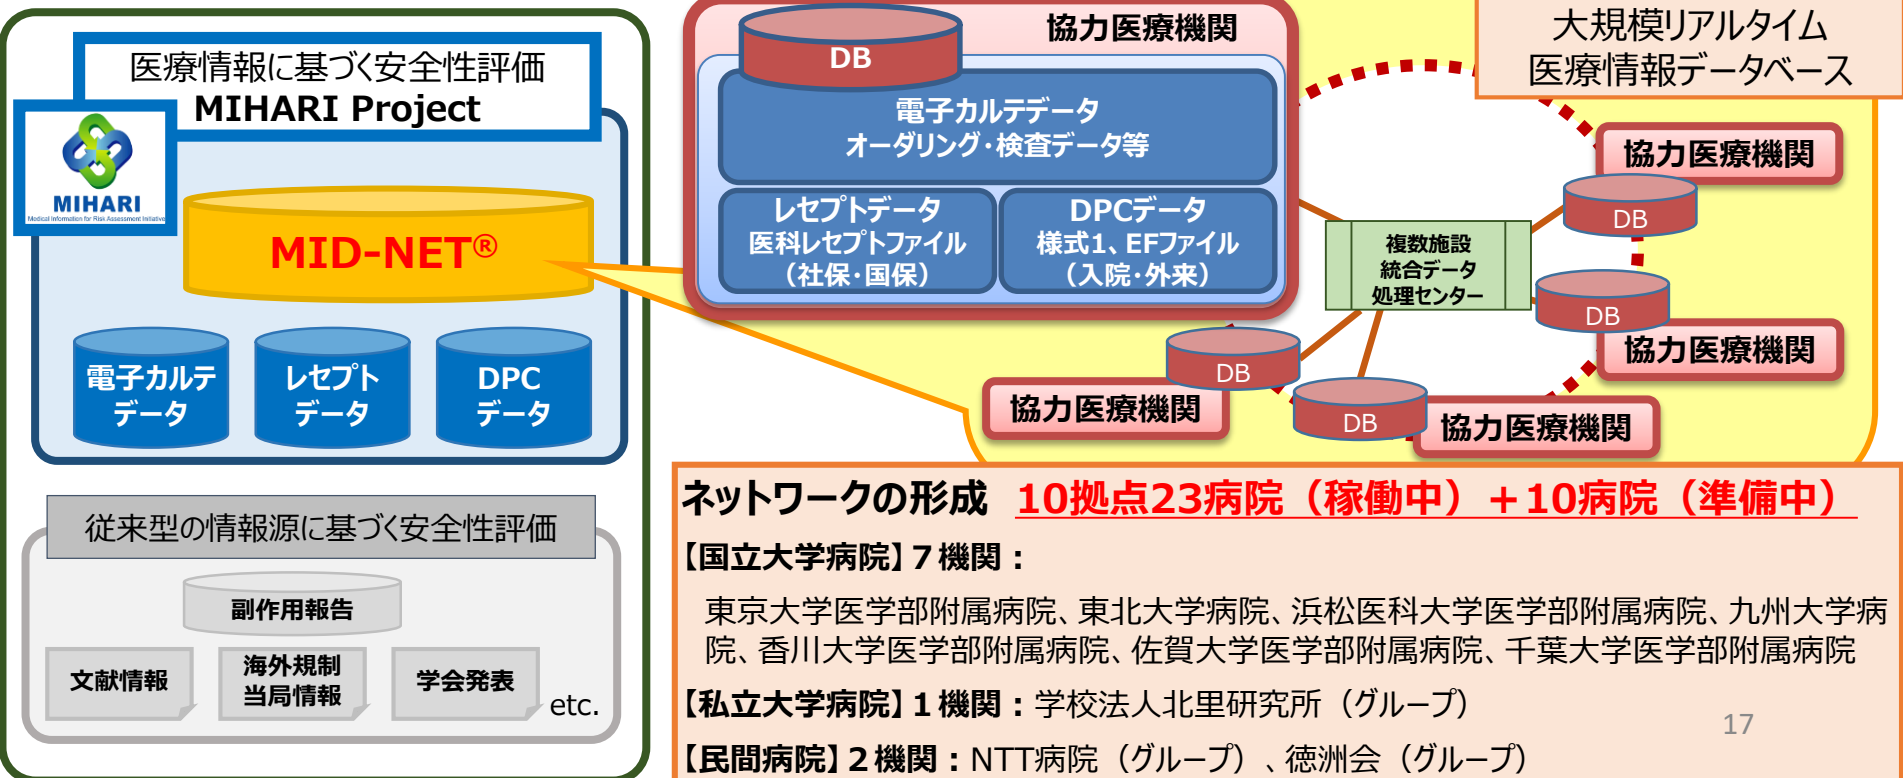 医療情報に基づく安全性評価
MIHARI Project
MIHARI
Medical Information for Risk Assessment Initiative
MID-NET®
電子カルテ
データ
レセプト
データ
DPC
データ
従来型の情報源に基づく安全性評価
副作用報告
文献情報
海外規制
当局情報
学会発表
etc.
協力医療機関
DB
電子カルテデータ
オーダリング・検査データ等
レセプトデータ
医科レセプトファイル
（社保・国保）
DPCデータ
様式1、EFファイル
（入院・外来）
大規模リアルタイム
医療情報データベース
協力医療機関
DB
複数施設
統合データ
処理センター
DB
協力医療機関
DB
協力医療機関
DB
協力医療機関
ネットワークの形成 10拠点23病院（稼働中）＋10病院（準備中）
【国立大学病院】７機関：
東京大学医学部附属病院、東北大学病院、浜松医科大学医学部附属病院、九州大学病
院、香川大学医学部附属病院、佐賀大学医学部附属病院、千葉大学医学部附属病院
【私立大学病院】１機関：学校法人北里研究所（グループ）
【民間病院】２機関：NTT病院（グループ）、徳洲会（グループ）
17